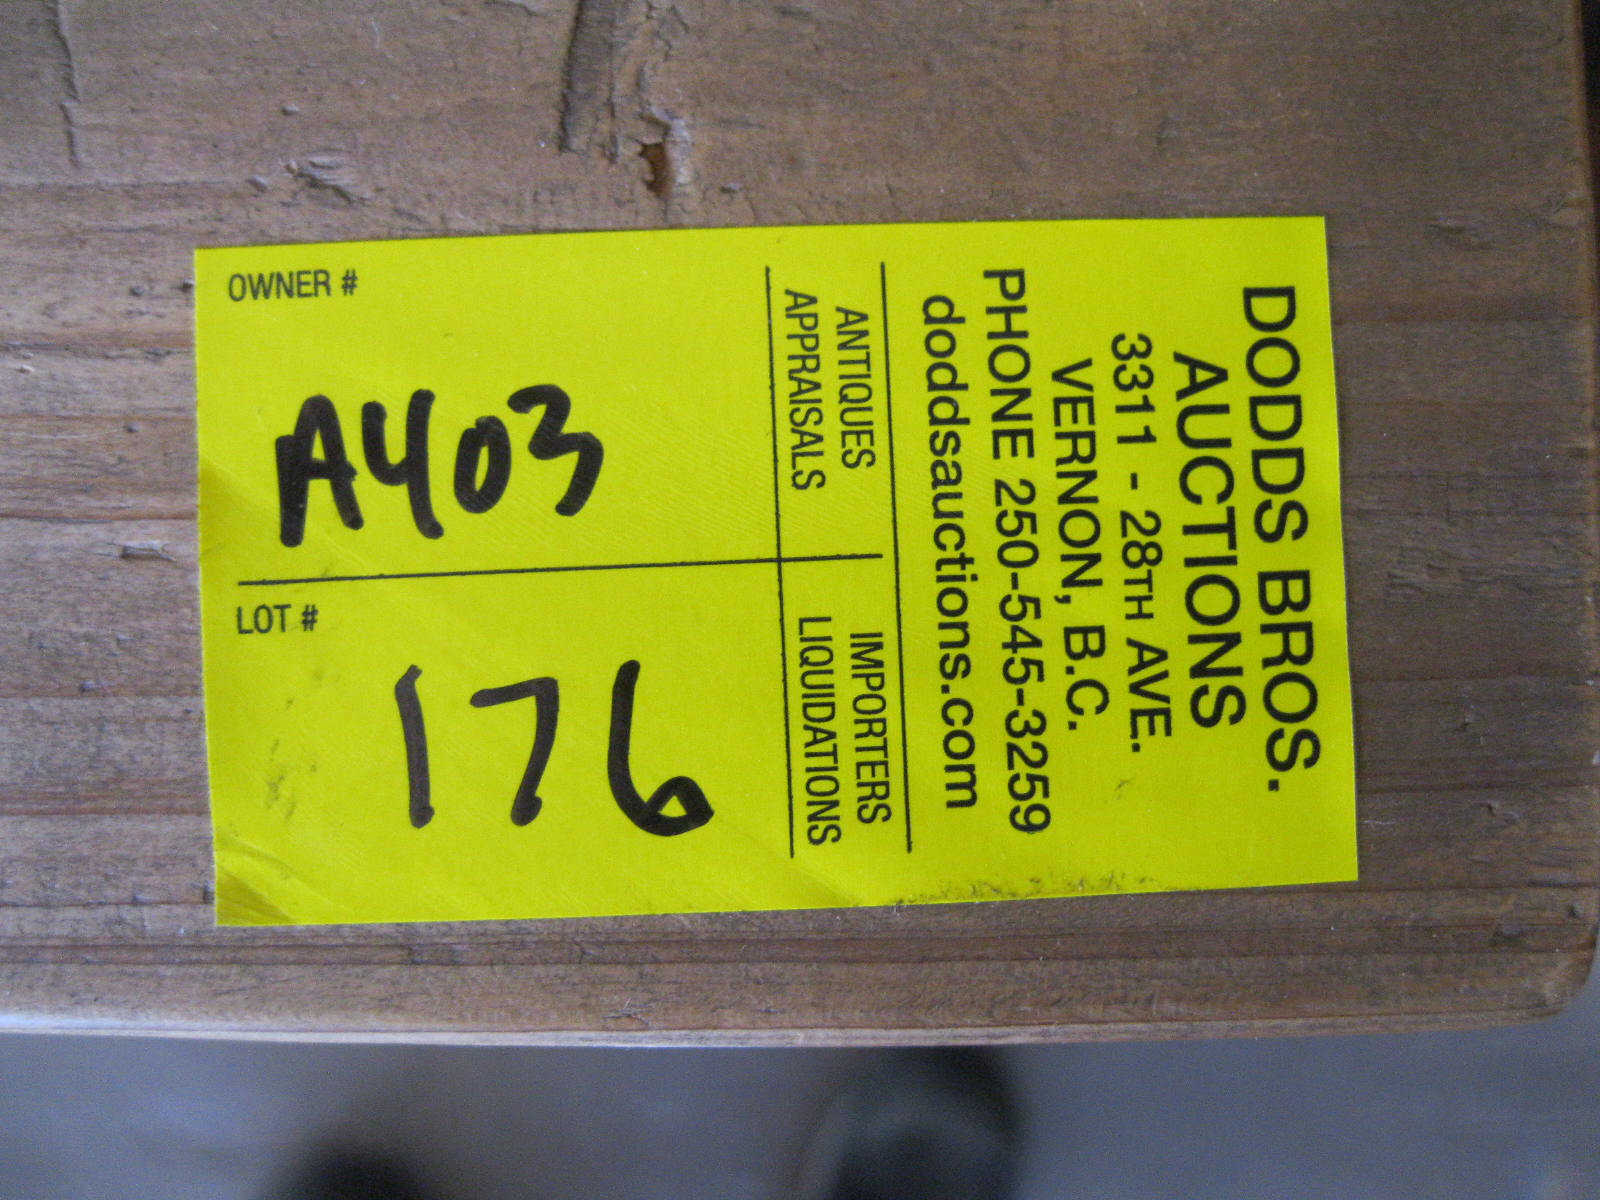 DODDS BROS.
AUCTIONS
3311 - 28TH AVE.
VERNON, B.C.
PHONE 250-545-3259
doddsauctions.com
ANTIQUES
APPRAISALS
IMPORTERS
LIQUIDATIONS
OWNER #
A403
LOT #
176